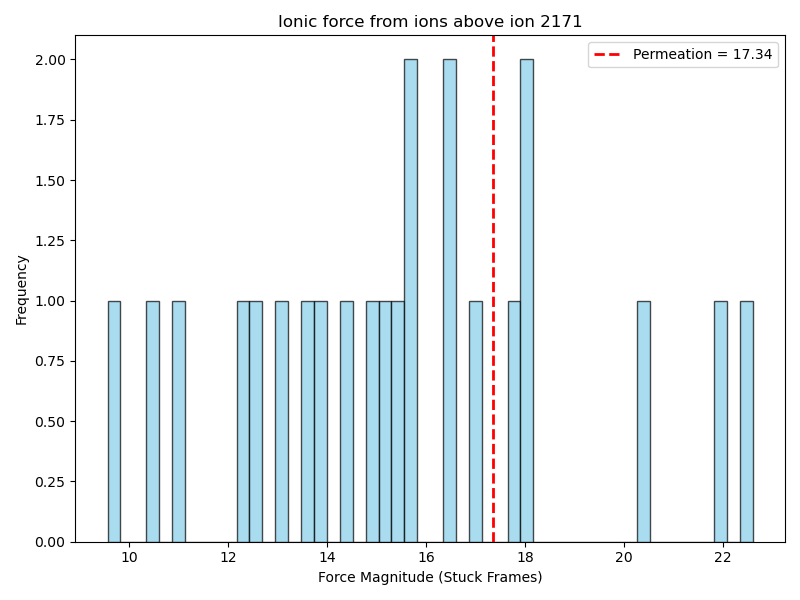 Ionic force from ions above ion 2171
Permeation = 17.34
2.00
1.75
1.50
1.25
1.00
0.75
0.50
0.25
0.00
Frequency
10 12 14 16 18 20 22
Force Magnitude (Stuck Frames)